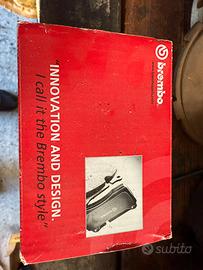 brembo.
INNOVATION AND DESIGN.
"I call it the Brembo style"
subito